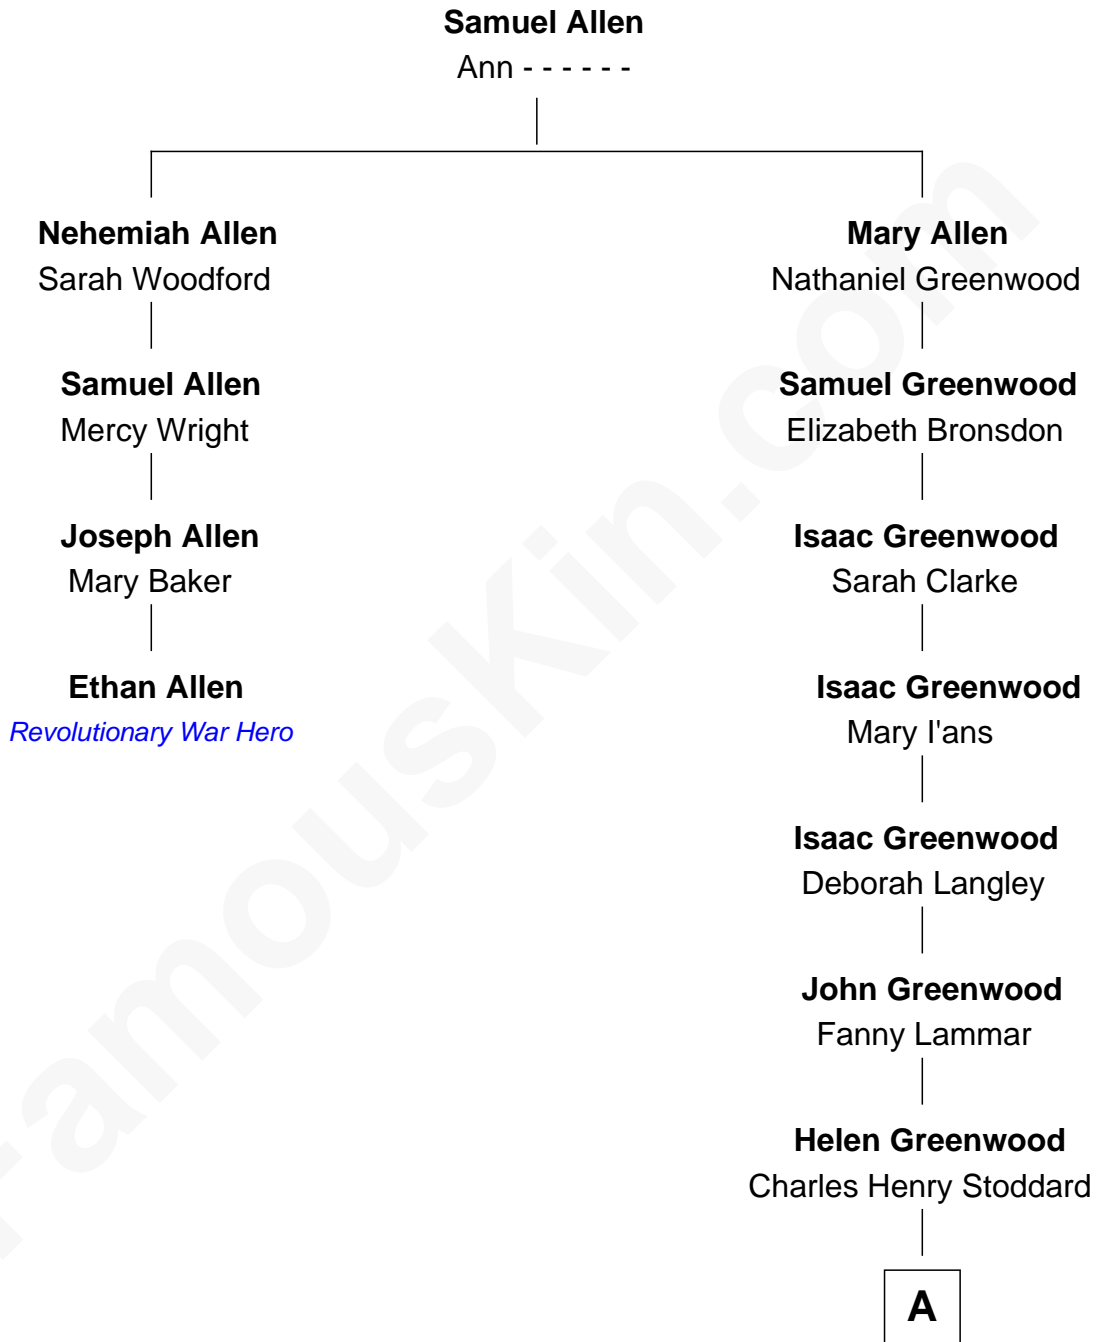 Samuel Allen
Ann - - - - - -
Nehemiah Allen
Sarah Woodford
Mary Allen
Nathaniel Greenwood
Samuel Allen
Mercy Wright
Samuel Greenwood
Elizabeth Bronsdon
Joseph Allen
Mary Baker
Isaac Greenwood
Sarah Clarke
Ethan Allen
Revolutionary War Hero
Isaac Greenwood
Mary I'ans
Isaac Greenwood
Deborah Langley
John Greenwood
Fanny Lammar
Helen Greenwood
Charles Henry Stoddard
A
FamousKin.com